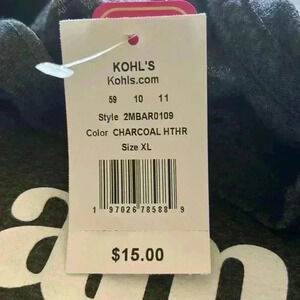 KOHL'S
Kohls.com
59 10 11
Style 2MBAR0109
Color CHARCOAL HTHR
Size XL
1 97026 78588 9
$15.00